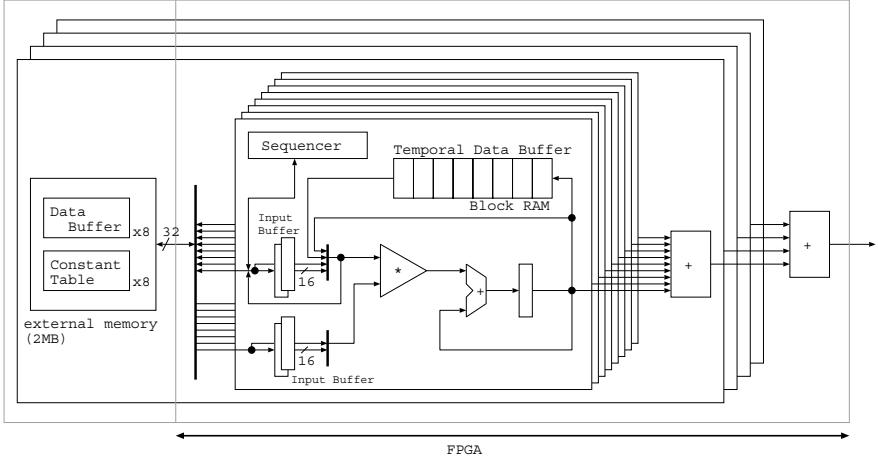 Sequencer
Temporal Data Buffer
Block RAM
Data
Buffer
x8
32
Constant
Table
x8
external memory
(2MB)
Input
Buffer
16
*
+
16
Input Buffer
+
+
FPGA